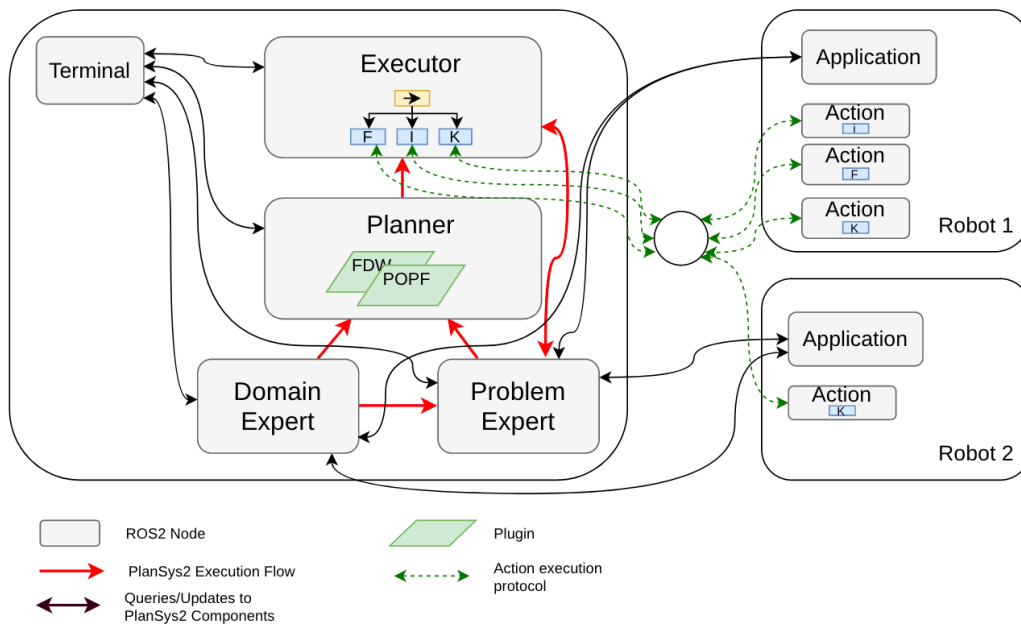 Terminal
Executor
F
I
K
Planner
FDW
POPF
Domain
Expert
Problem
Expert
Application
Action
I
Action
F
Action
K
Robot 1
Application
Action
K
Robot 2
ROS2 Node
PlanSys2 Execution Flow
Queries/Updates to
PlanSys2 Components
Plugin
Action execution
protocol